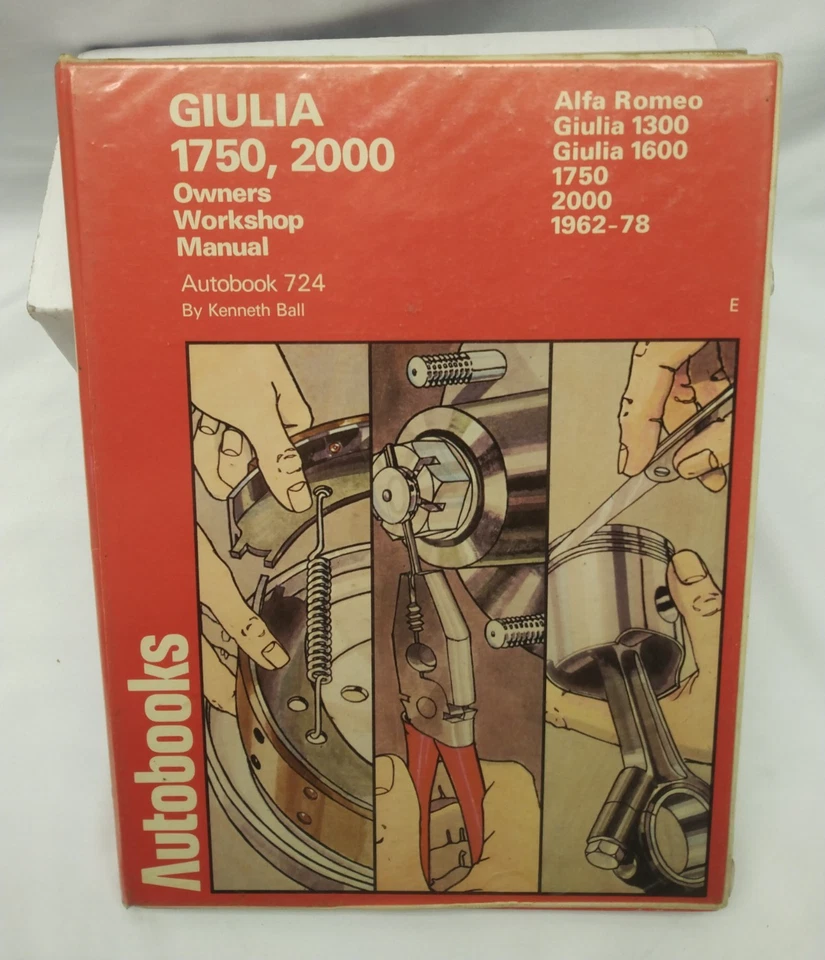 GIULIA
1750, 2000
Owners
Workshop
Manual
Autobook 724
By Kenneth Ball
Alfa Romeo
Giulia 1300
Giulia 1600
1750
2000
1962-78
E
Autobooks